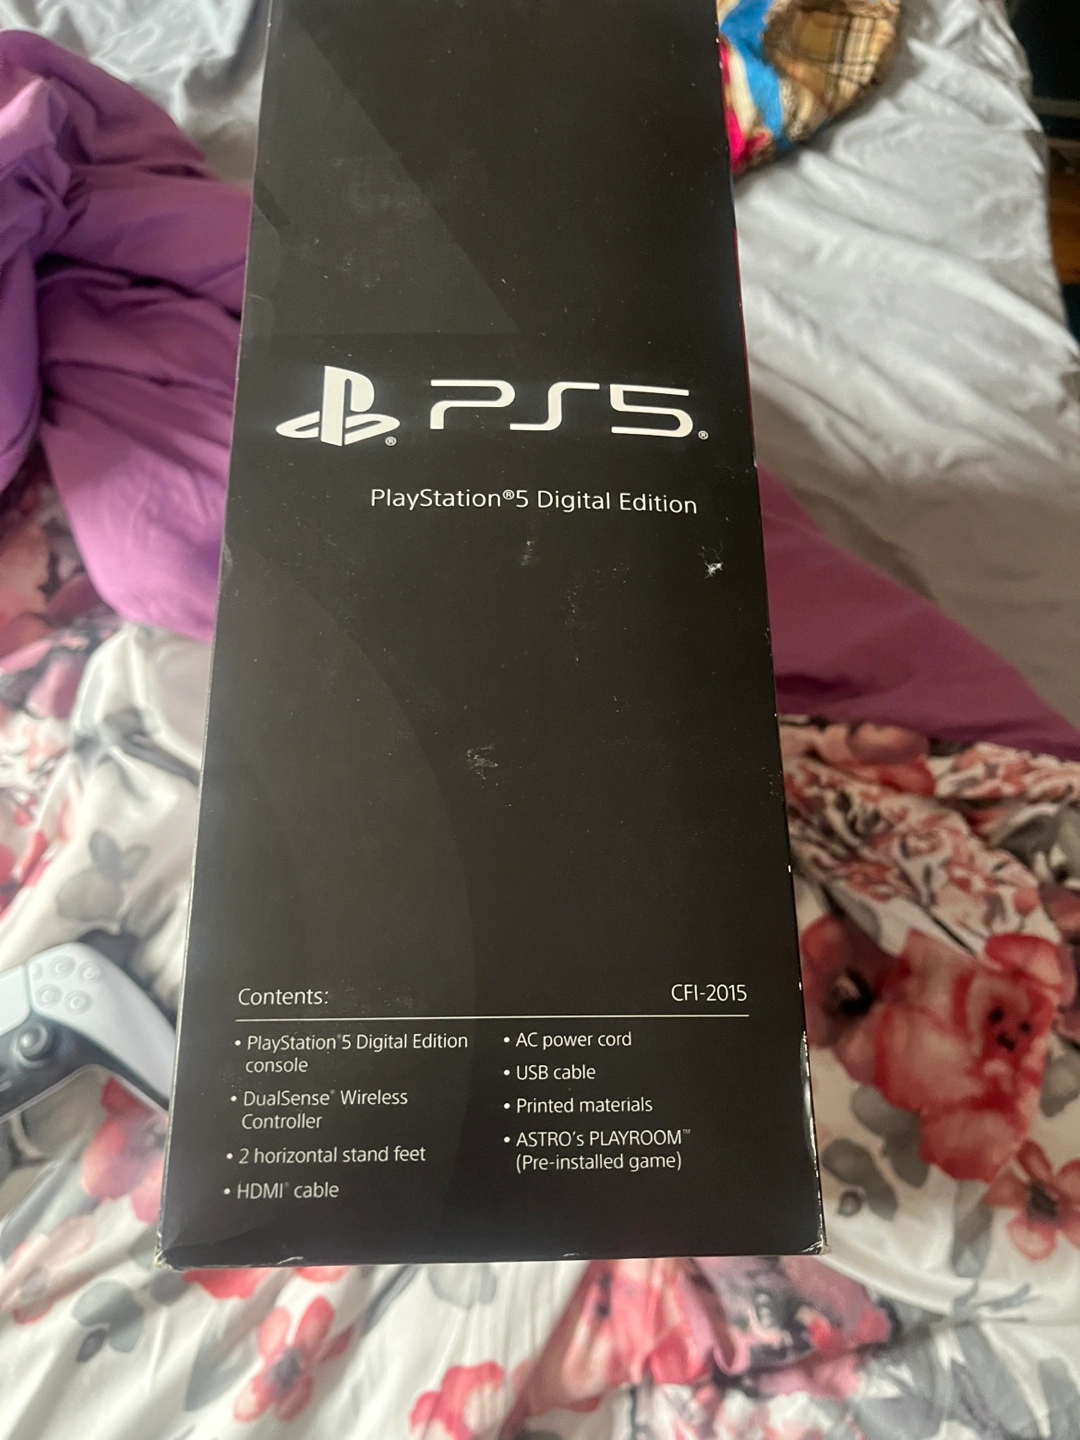 PS5®
PlayStation®5 Digital Edition
Contents:
CFI-2015
• PlayStation®5 Digital Edition
console
• DualSense® Wireless
Controller
• 2 horizontal stand feet
• HDMI® cable
• AC power cord
• USB cable
• Printed materials
• ASTRO's PLAYROOM™
(Pre-installed game)